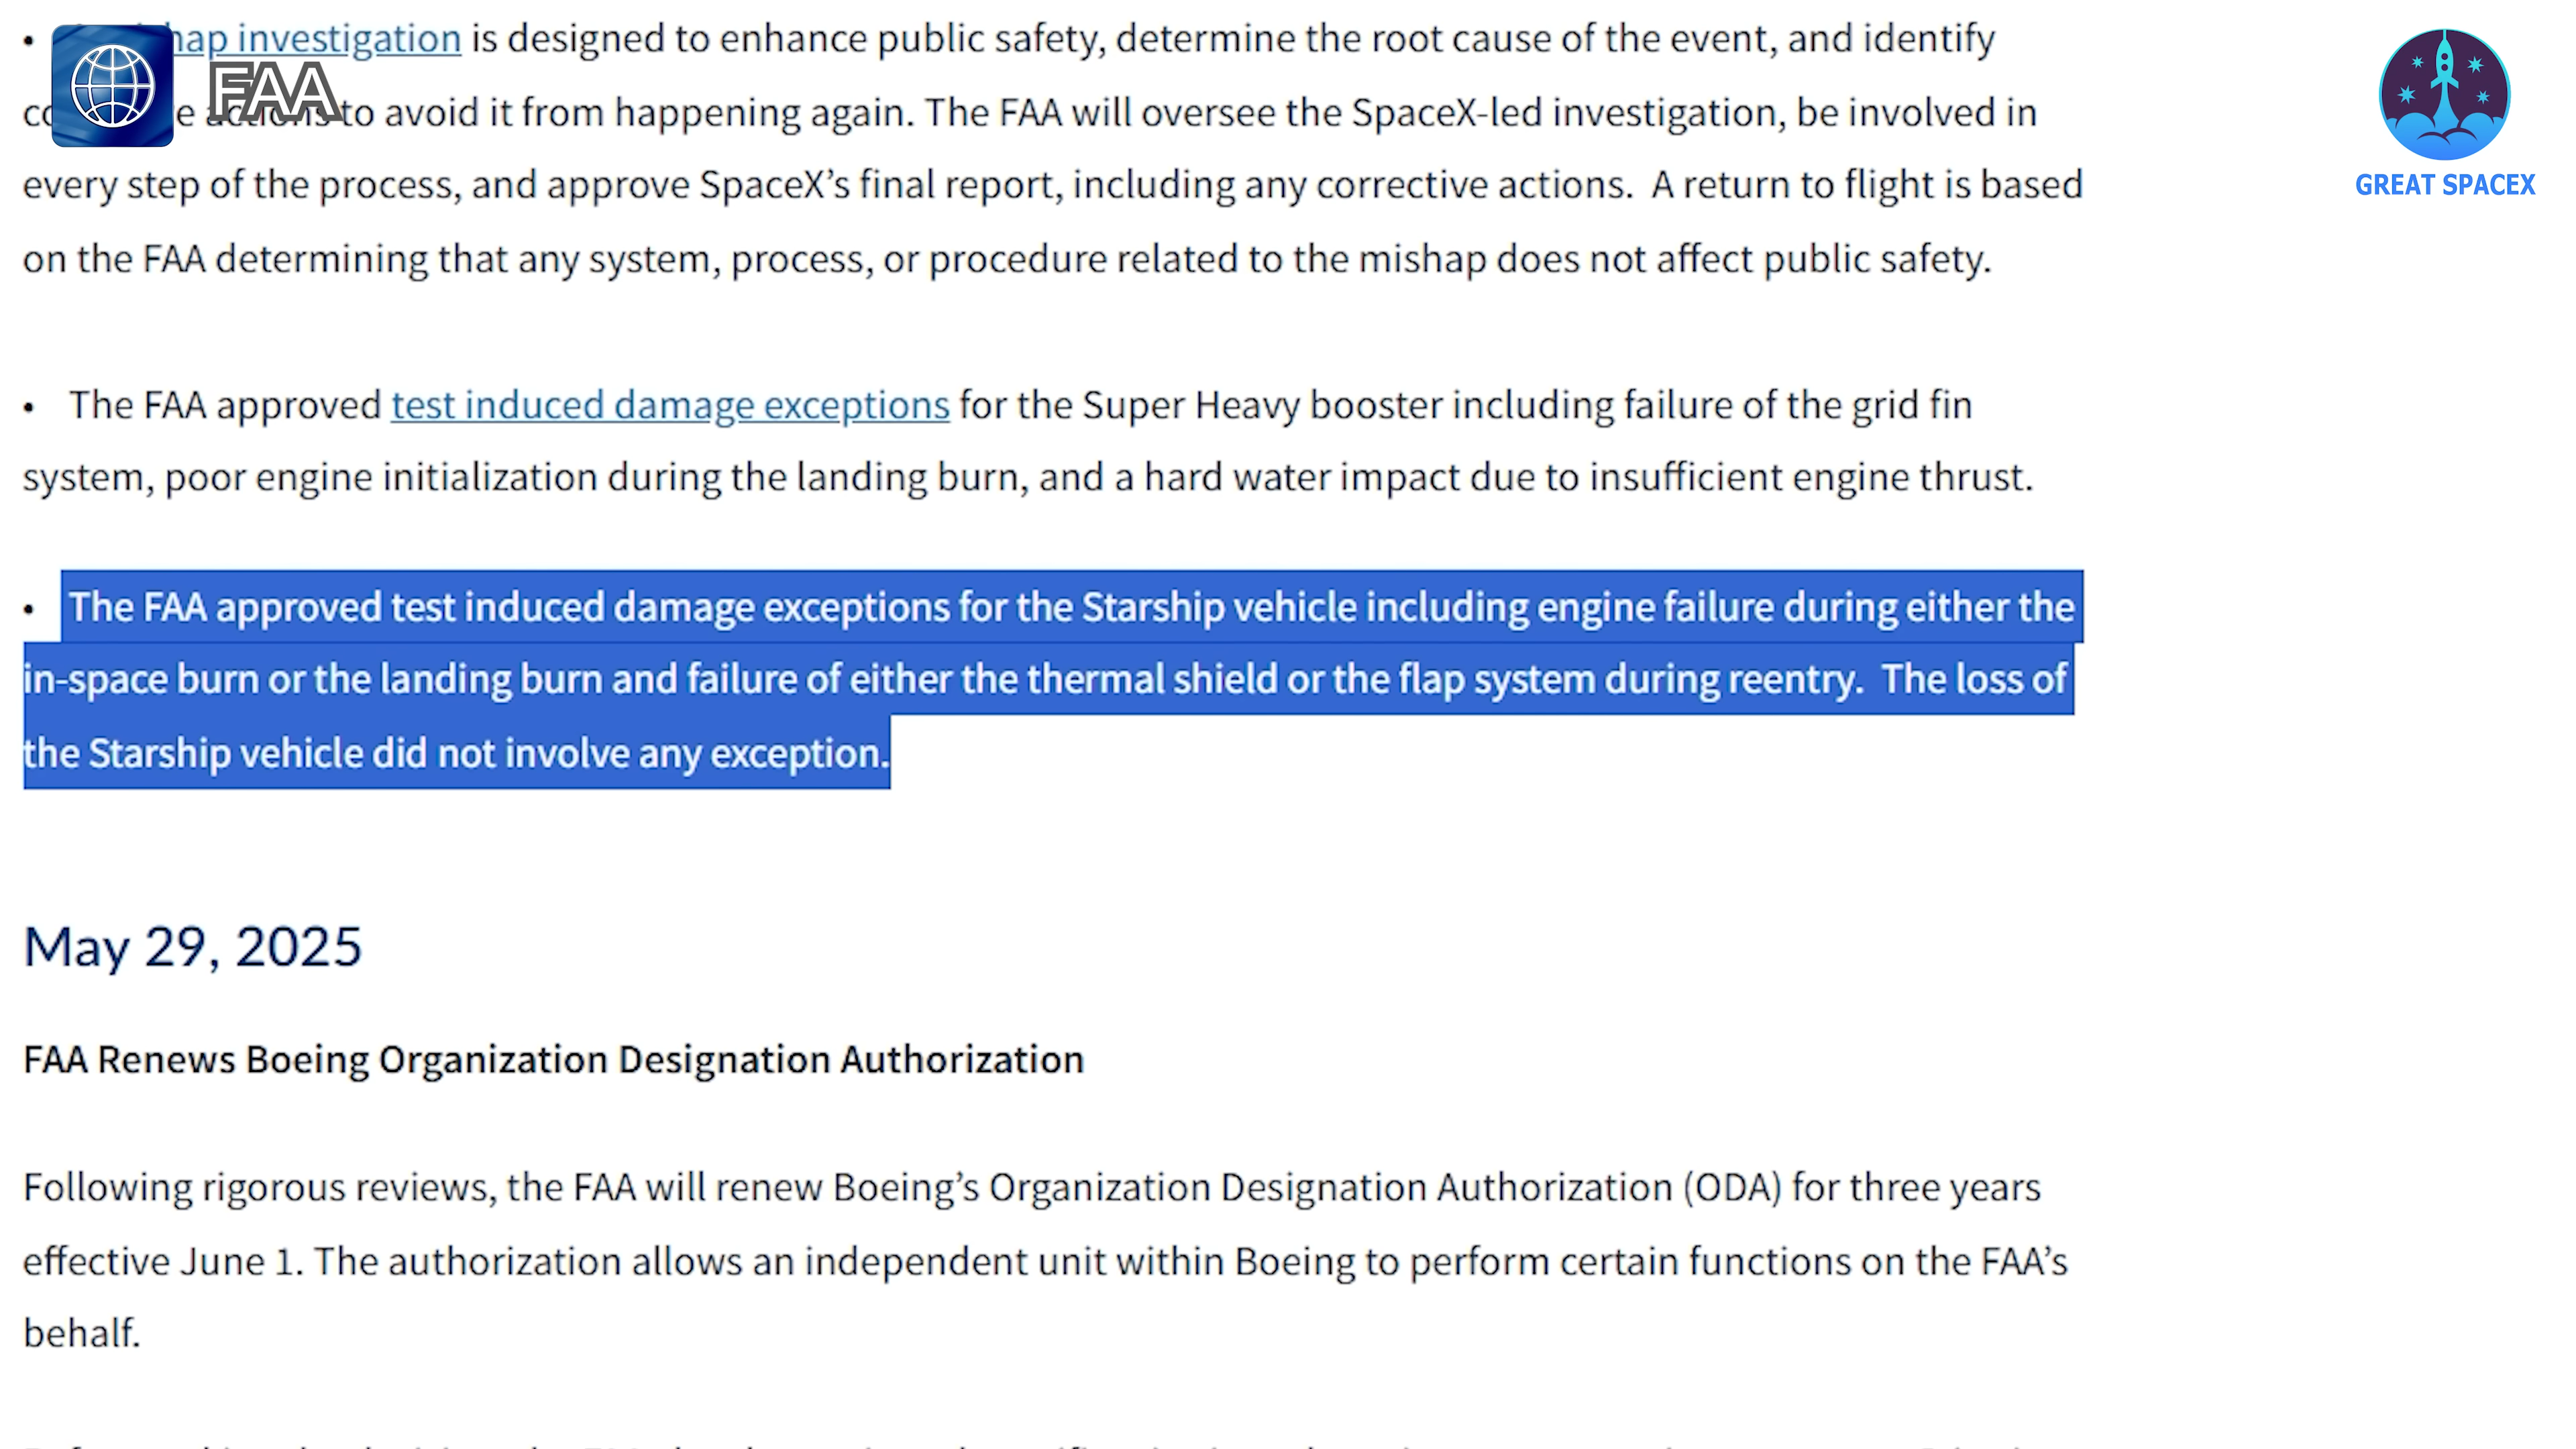 • hap investigation is designed to enhance public safety, determine the root cause of the event, and identify
FAA
GREAT SPACEX
e actions to avoid it from happening again. The FAA will oversee the SpaceX-led investigation, be involved in
every step of the process, and approve SpaceX’s final report, including any corrective actions.  A return to flight is based
on the FAA determining that any system, process, or procedure related to the mishap does not affect public safety.
• The FAA approved test induced damage exceptions for the Super Heavy booster including failure of the grid fin
system, poor engine initialization during the landing burn, and a hard water impact due to insufficient engine thrust.
• The FAA approved test induced damage exceptions for the Starship vehicle including engine failure during either the
in-space burn or the landing burn and failure of either the thermal shield or the flap system during reentry.  The loss of
the Starship vehicle did not involve any exception.
May 29, 2025
FAA Renews Boeing Organization Designation Authorization
Following rigorous reviews, the FAA will renew Boeing’s Organization Designation Authorization (ODA) for three years
effective June 1. The authorization allows an independent unit within Boeing to perform certain functions on the FAA’s
behalf.